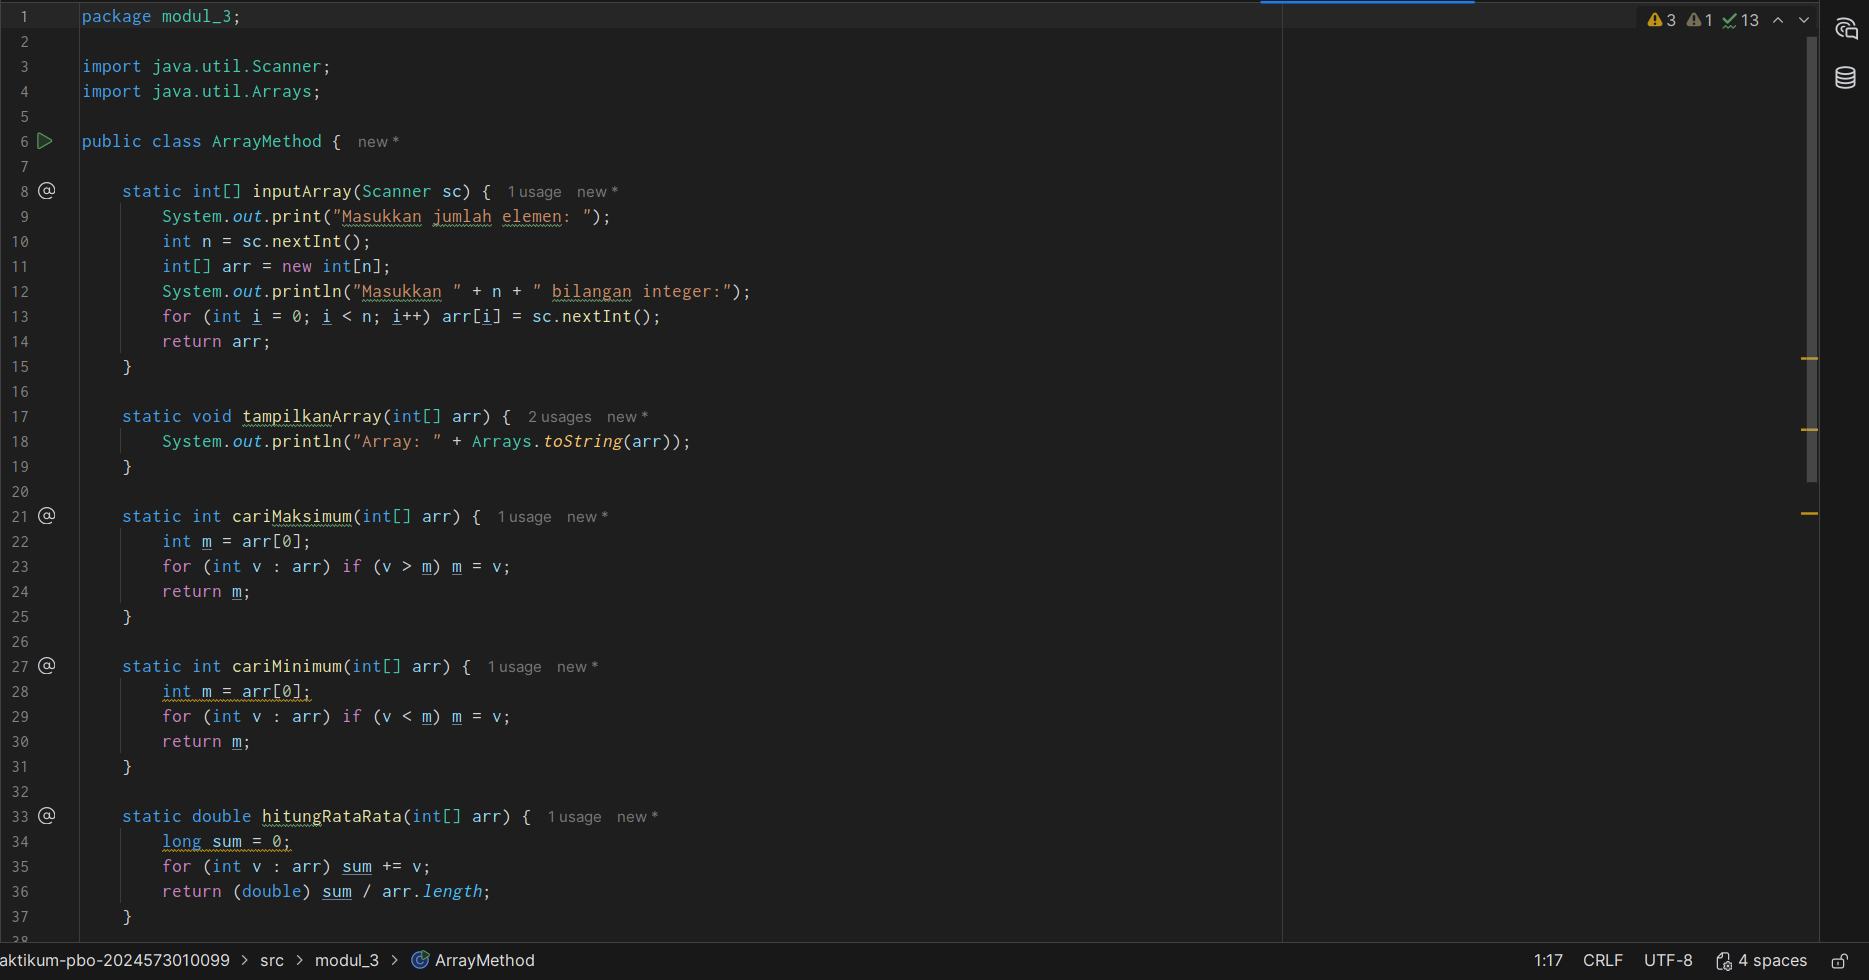 1 package modul_3;
3 1 13
2
3 import java.util.Scanner;
4 import java.util.Arrays;
5
6 public class ArrayMethod { new *
7
8 @ static int[] inputArray(Scanner sc) { 1 usage new *
9 System.out.print("Masukkan jumlah elemen: ");
10 int n = sc.nextInt();
11 int[] arr = new int[n];
12 System.out.println("Masukkan " + n + " bilangan integer:");
13 for (int i = 0; i < n; i++) arr[i] = sc.nextInt();
14 return arr;
15 }
16
17 static void tampilkanArray(int[] arr) { 2 usages new *
18 System.out.println("Array: " + Arrays.toString(arr));
19 }
20
21 @ static int cariMaksimum(int[] arr) { 1 usage new *
22 int m = arr[0];
23 for (int v : arr) if (v > m) m = v;
24 return m;
25 }
26
27 @ static int cariMinimum(int[] arr) { 1 usage new *
28 int m = arr[0];
29 for (int v : arr) if (v < m) m = v;
30 return m;
31 }
32
33 @ static double hitungRataRata(int[] arr) { 1 usage new *
34 long sum = 0;
35 for (int v : arr) sum += v;
36 return (double) sum / arr.length;
37 }
38
aktikum-pbo-2024573010099 > src > modul_3 > ArrayMethod
1:17 CRLF UTF-8 4 spaces